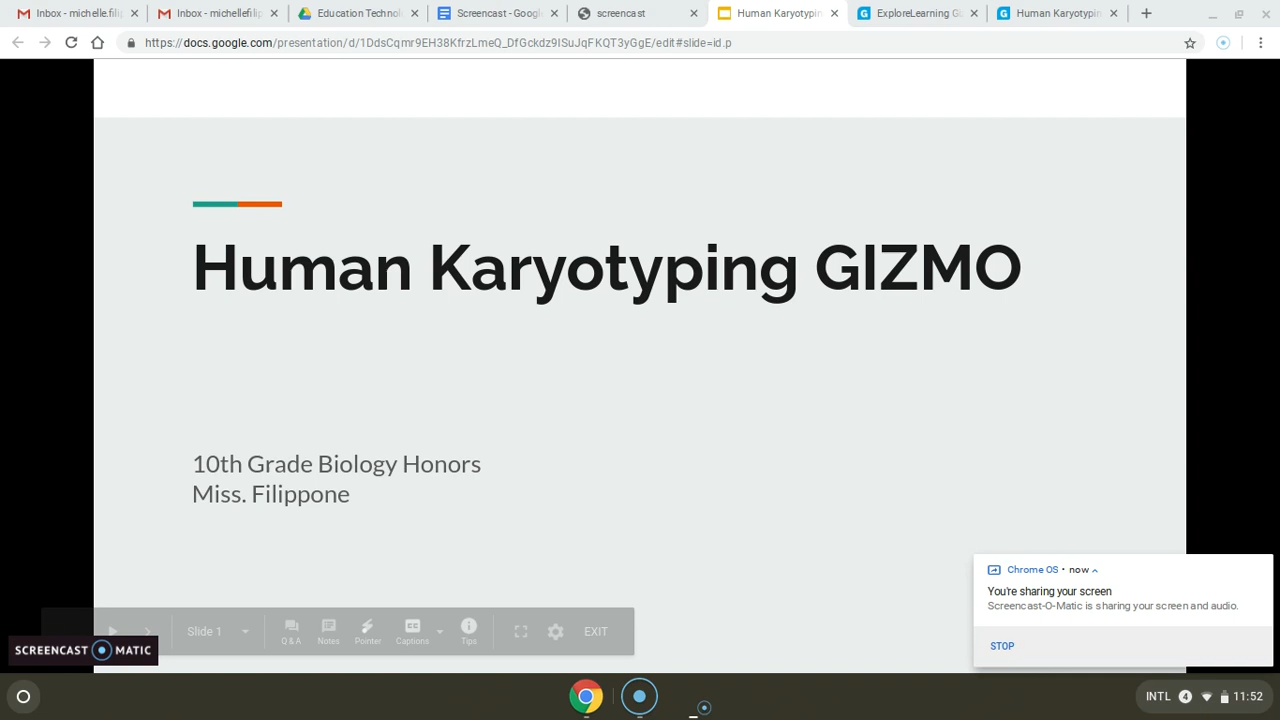 Inbox - michelle.fili
Inbox - michellefilip
Education Technol
Screencast - Google
screencast
Human Karyotyping
ExploreLearning Gi
Human Karyotypin
https://docs.google.com/presentation/d/1DdsCqmr9EH38KfrzLmeQ_DfGckdz9ISuJqFKQT3yGgE/edit#slide=id.p
Human Karyotyping GIZMO
10th Grade Biology Honors
Miss. Filippone
Chrome OS • now
You're sharing your screen
Screencast-O-Matic is sharing your screen and audio.
STOP
Slide 1
Q & A
Notes
Pointer
Captions
Tips
EXIT
SCREENCAST MATIC
INTL 4 11:52